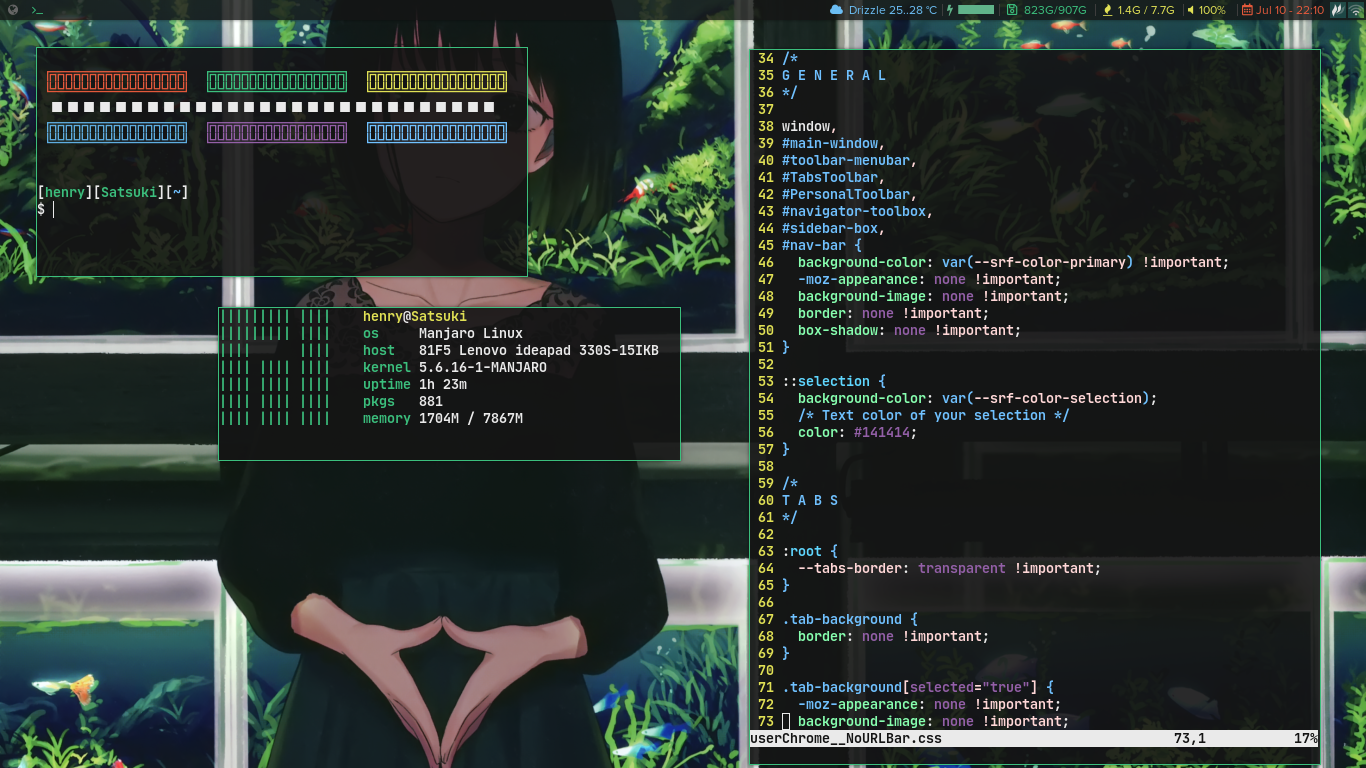 >_
Drizzle 25..28 °C
823G/907G
1.4G / 7.7G
100%
Jul 10 - 22:10
[henry][Satsuki][~]
$
henry@Satsuki
os Manjaro Linux
host 81F5 Lenovo ideapad 330S-15IKB
kernel 5.6.16-1-MANJARO
uptime 1h 23m
pkgs 881
memory 1704M / 7867M
34 /*
35 G E N E R A L
36 */
37
38 window,
39 #main-window,
40 #toolbar-menubar,
41 #TabsToolbar,
42 #PersonalToolbar,
43 #navigator-toolbox,
44 #sidebar-box,
45 #nav-bar {
46   background-color: var(--srf-color-primary) !important;
47   -moz-appearance: none !important;
48   background-image: none !important;
49   border: none !important;
50   box-shadow: none !important;
51 }
52
53 ::selection {
54   background-color: var(--srf-color-selection);
55   /* Text color of your selection */
56   color: #141414;
57 }
58
59 /*
60 T A B S
61 */
62
63 :root {
64   --tabs-border: transparent !important;
65 }
66
67 .tab-background {
68   border: none !important;
69 }
70
71 .tab-background[selected="true"] {
72   -moz-appearance: none !important;
73   background-image: none !important;
userChrome__NoURLBar.css 73,1 17%